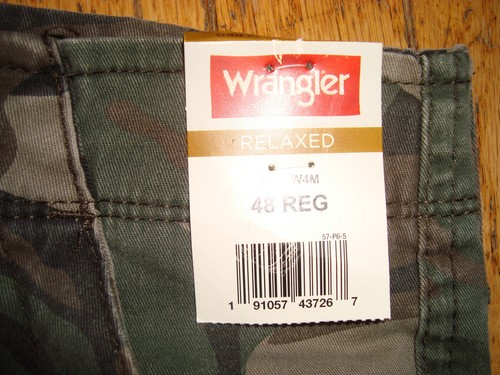 Wrangler
RELAXED
48 REG
57-P6-5
1 91057 43726 7